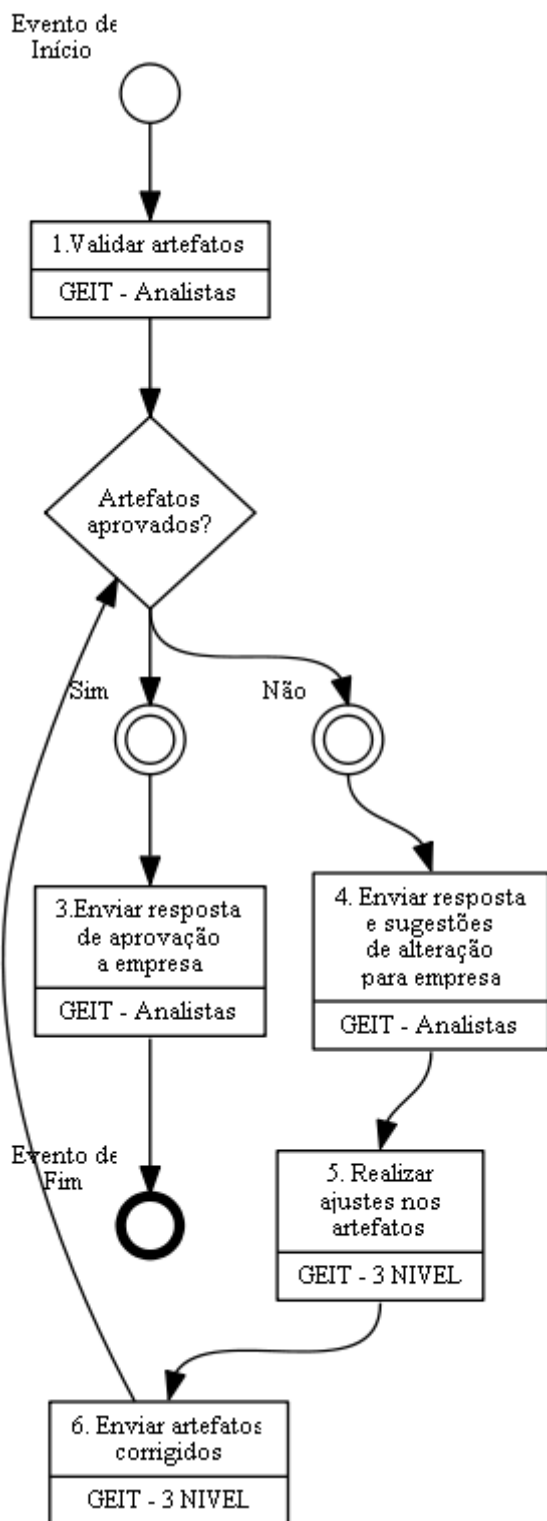 Evento de
Início
1.Validar artefatos
GEIT - Analistas
Artefatos
aprovados?
Sim
Não
3.Enviar resposta
de aprovação
a empresa
GEIT - Analistas
4. Enviar resposta
e sugestões
de alteração
para empresa
GEIT - Analistas
Evento de
Fim
5. Realizar
ajustes nos
artefatos
GEIT - 3 NIVEL
6. Enviar artefatos
corrigidos
GEIT - 3 NIVEL